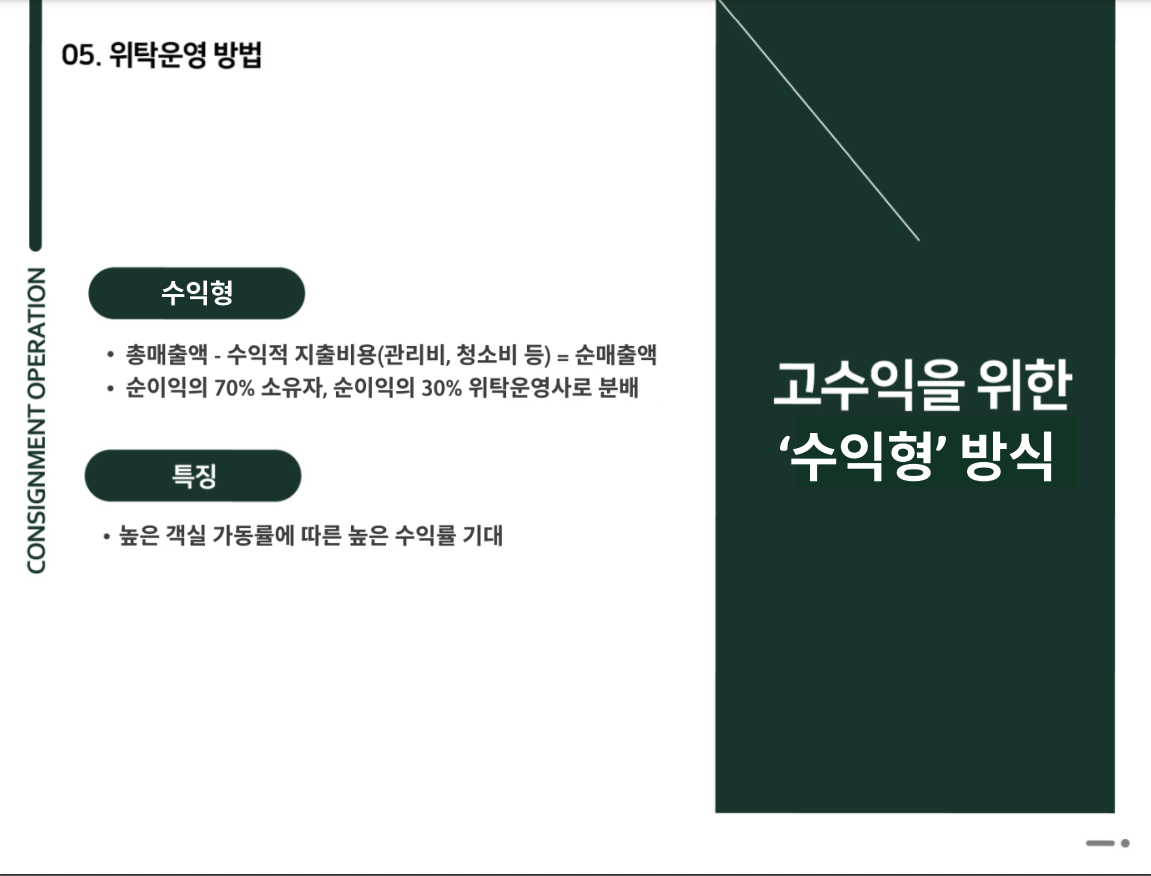 05. 위탁운영 방법
CONSIGNMENT OPERATION
수익형
• 총매출액 - 수익적 지출비용(관리비, 청소비 등) = 순매출액
• 순이익의 70% 소유자, 순이익의 30% 위탁운영사로 분배
특징
• 높은 객실 가동률에 따른 높은 수익률 기대
고수익을 위한
‘수익형’ 방식